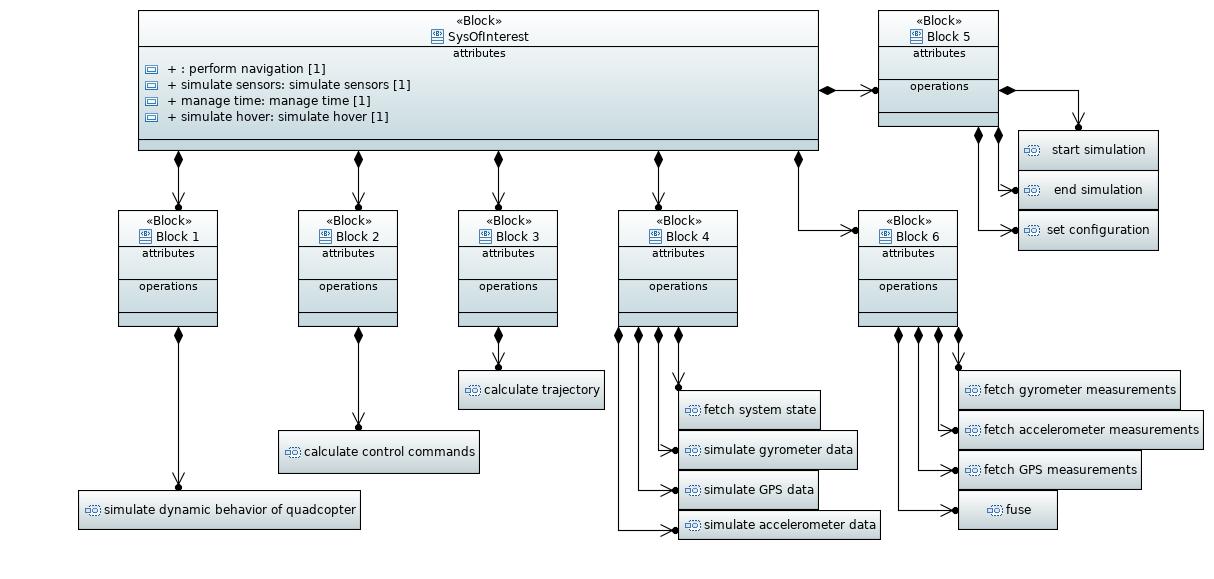 «Block»
SysOfInterest
attributes
+ : perform navigation [1]
+ simulate sensors: simulate sensors [1]
+ manage time: manage time [1]
+ simulate hover: simulate hover [1]
«Block»
Block 5
attributes
operations
start simulation
end simulation
set configuration
«Block»
Block 1
attributes
operations
«Block»
Block 2
attributes
operations
«Block»
Block 3
attributes
operations
«Block»
Block 4
attributes
operations
«Block»
Block 6
attributes
operations
calculate trajectory
calculate control commands
simulate dynamic behavior of quadcopter
fetch system state
simulate gyrometer data
simulate GPS data
simulate accelerometer data
fetch gyrometer measurements
fetch accelerometer measurements
fetch GPS measurements
fuse